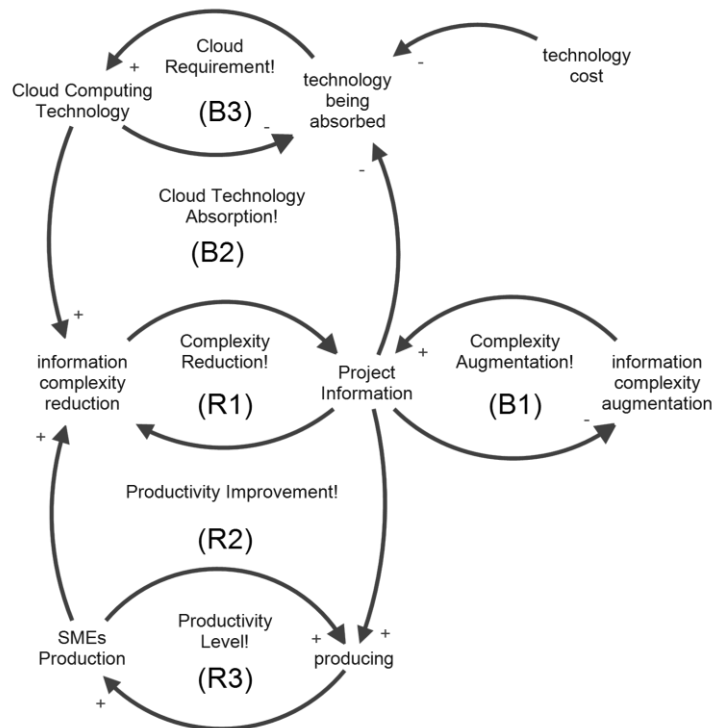 Cloud
Requirement!
technology
cost
+
-
technology
being
absorbed
Cloud Computing
Technology
(B3)
-
-
Cloud Technology
Absorption!
(B2)
+
information
complexity
reduction
Complexity
Reduction!
(R1)
Project
Information
+
Complexity
Augmentation!
(B1)
information
complexity
augmentation
-
+
Productivity Improvement!
(R2)
SMEs
Production
Productivity
Level!
(R3)
+
+
producing
+